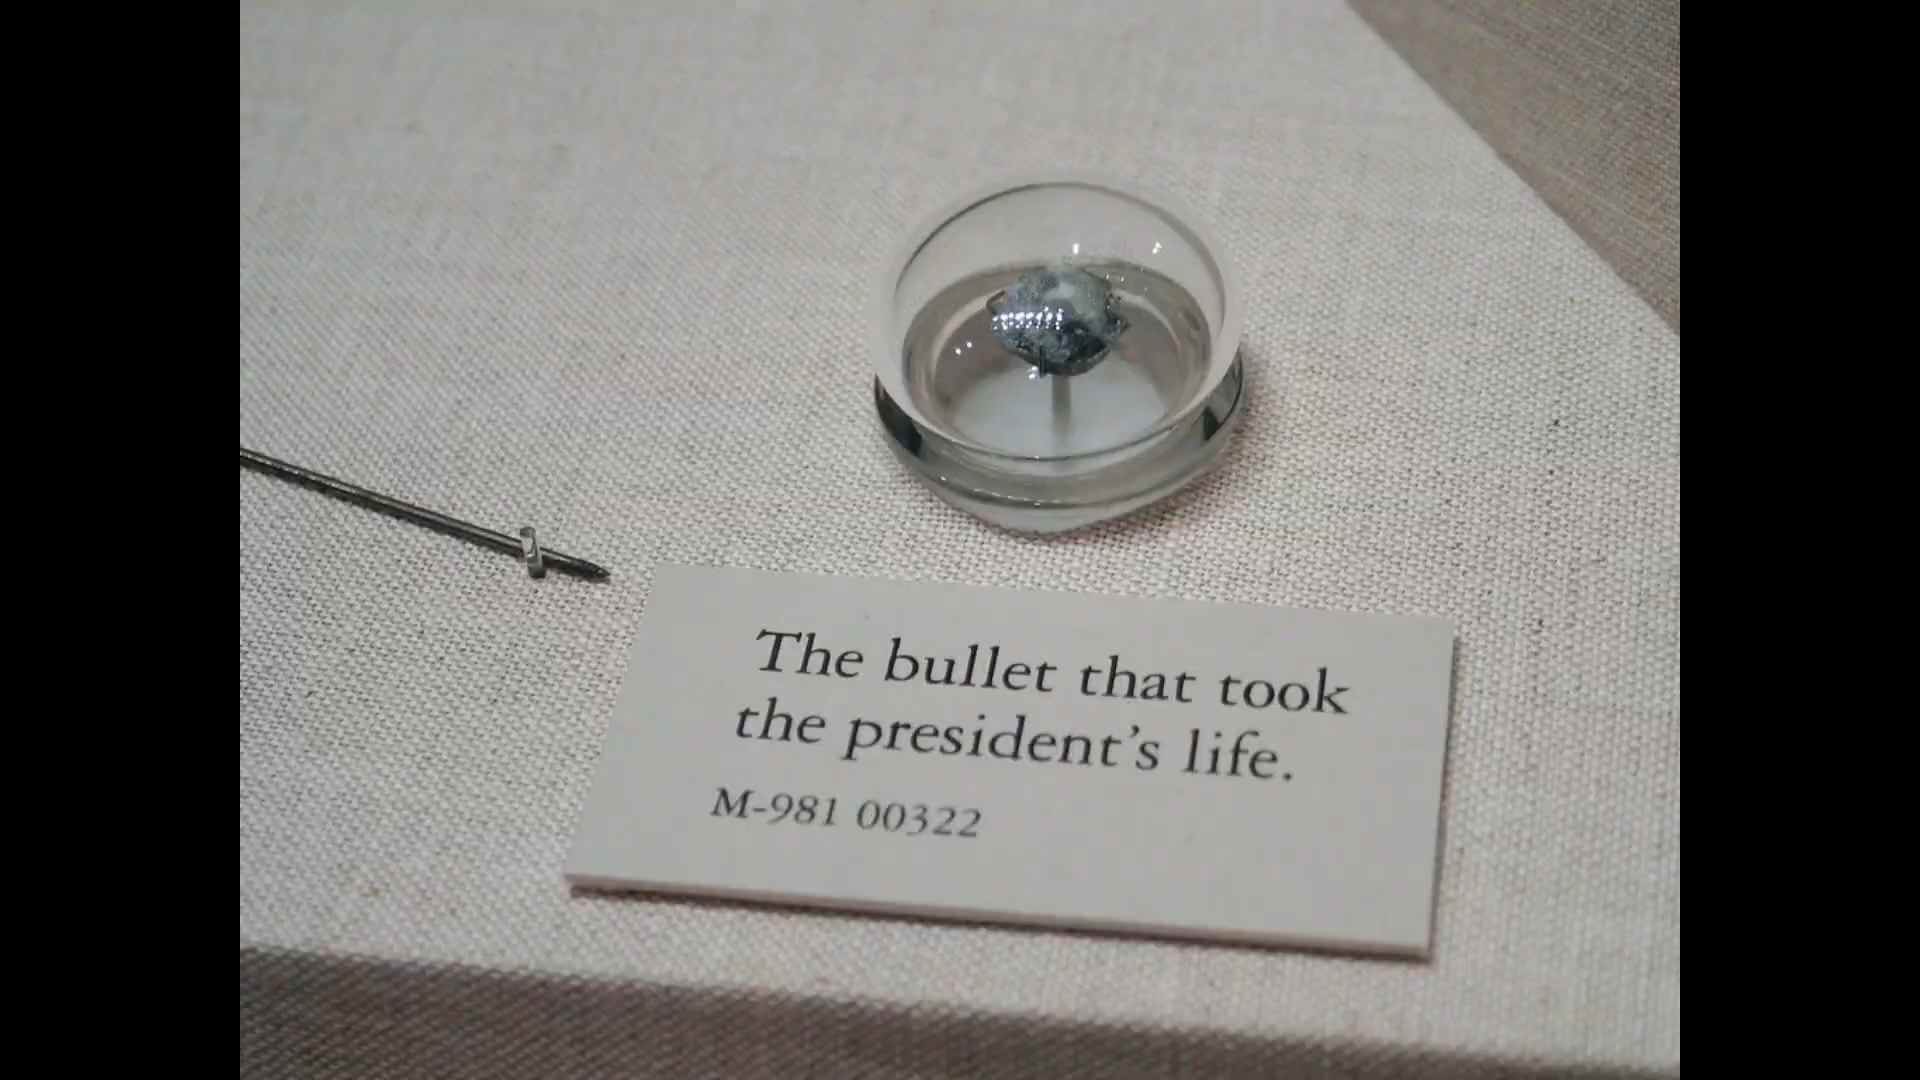 The bullet that took
the president's life.
M-981 00322